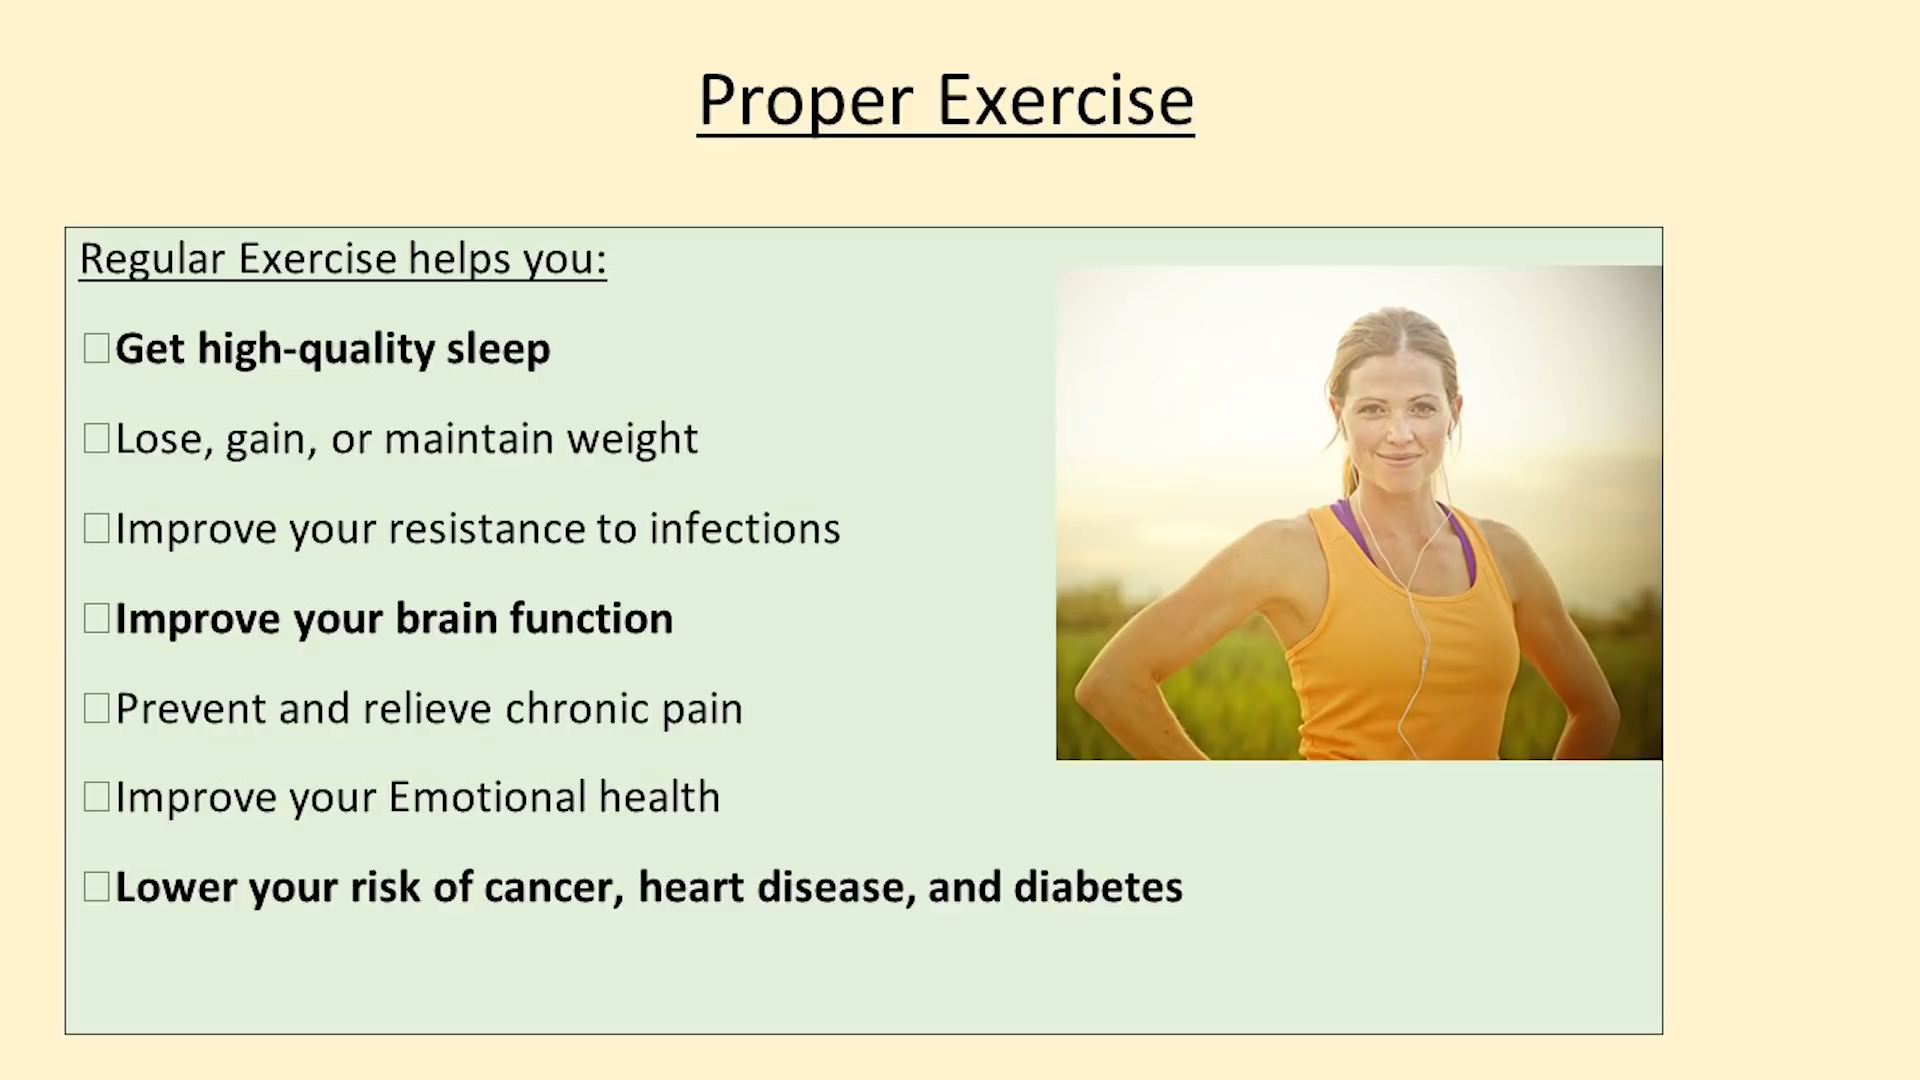 Proper Exercise
Regular Exercise helps you:
□Get high-quality sleep
□Lose, gain, or maintain weight
□Improve your resistance to infections
□Improve your brain function
□Prevent and relieve chronic pain
□Improve your Emotional health
□Lower your risk of cancer, heart disease, and diabetes